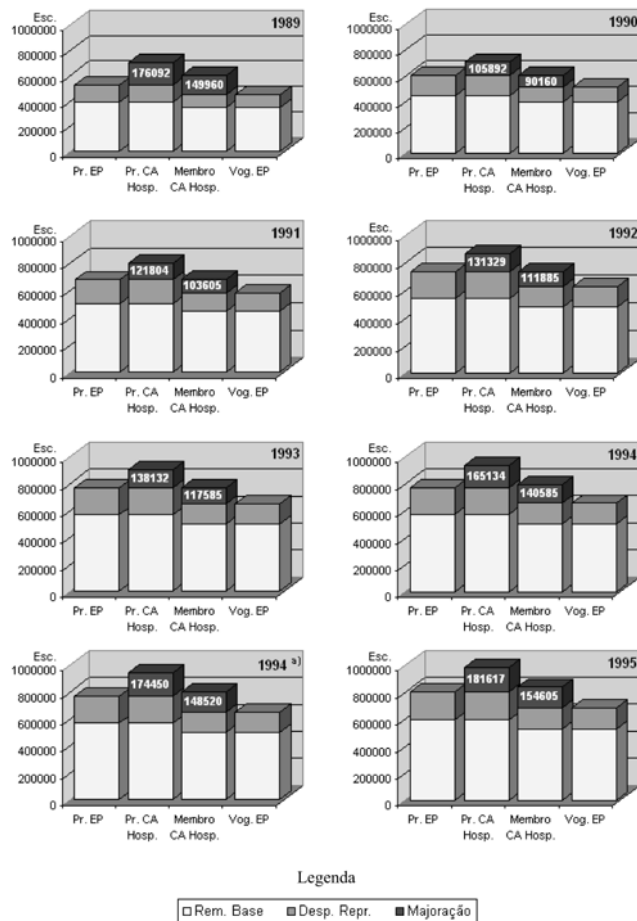 Esc.
1989
1000000
800000
600000
400000
200000
0
176092
149960
Pr. EP Pr. CA Membro Vog. EP
Hosp. CA Hosp.
Esc.
1990
1000000
800000
600000
400000
200000
0
105892
90160
Pr. EP Pr. CA Membro Vog. EP
Hosp. CA Hosp.
Esc.
1991
1000000
800000
600000
400000
200000
0
121804
103605
Pr. EP Pr. CA Membro Vog. EP
Hosp. CA Hosp.
Esc.
1992
1000000
800000
600000
400000
200000
0
131329
111885
Pr. EP Pr. CA Membro Vog. EP
Hosp. CA Hosp.
Esc.
1993
1000000
800000
600000
400000
200000
0
138132
117585
Pr. EP Pr. CA Membro Vog. EP
Hosp. CA Hosp.
Esc.
1994
1000000
800000
600000
400000
200000
0
165134
140585
Pr. EP Pr. CA Membro Vog. EP
Hosp. CA Hosp.
Esc.
1994 a)
1000000
800000
600000
400000
200000
0
174450
148520
Pr. EP Pr. CA Membro Vog. EP
Hosp. CA Hosp.
Esc.
1995
1000000
800000
600000
400000
200000
0
181617
154605
Pr. EP Pr. CA Membro Vog. EP
Hosp. CA Hosp.
Legenda
Rem. Base Desp. Repr. Majoração